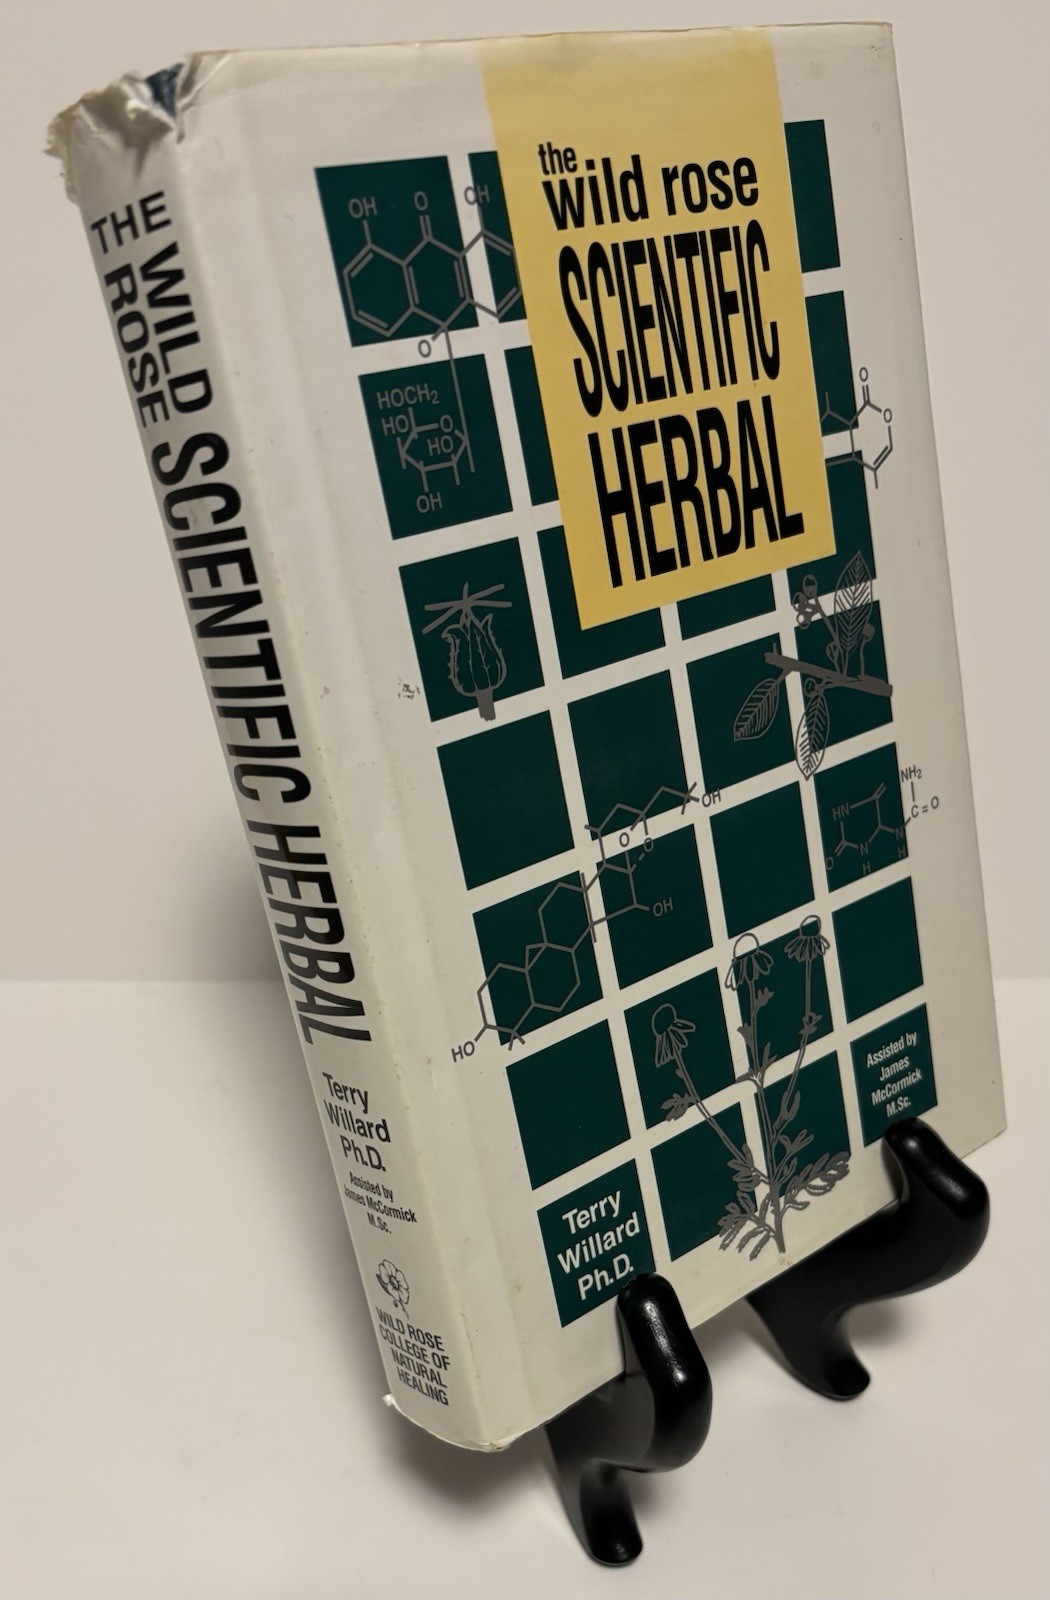 THE WILD
ROSE
SCIENTIFIC HERBAL
Terry
Willard
Ph.D.
Assisted by
James McCormick
M.Sc.
WILD ROSE
COLLEGE OF
NATURAL
HEALING
the
wild rose
SCIENTIFIC
HERBAL
OH
O
OH
O
HOCH2
HO
O
HO
OH
O
O
OH
O
O
O
OH
HO
NH2
C=O
HN
N
O
N
H
H
Assisted by
James
McCormick
M.Sc.
Terry
Willard
Ph.D.